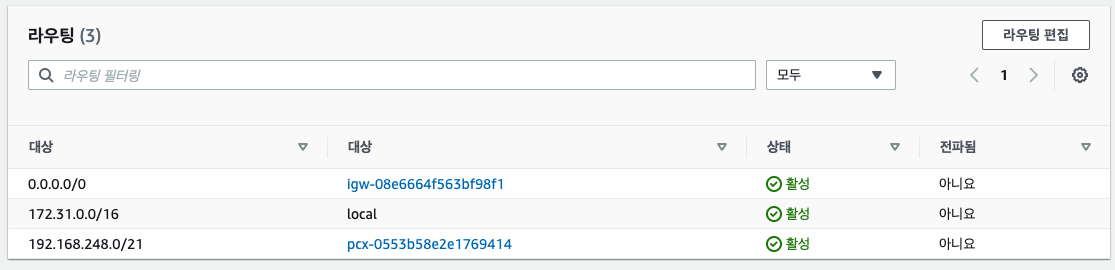 라우팅 (3)
라우팅 편집
라우팅 필터링
모두
1
대상 대상 상태 전파됨
0.0.0.0/0 igw-08e6664f563bf98f1 활성 아니요
172.31.0.0/16 local 활성 아니요
192.168.248.0/21 pcx-0553b58e2e1769414 활성 아니요